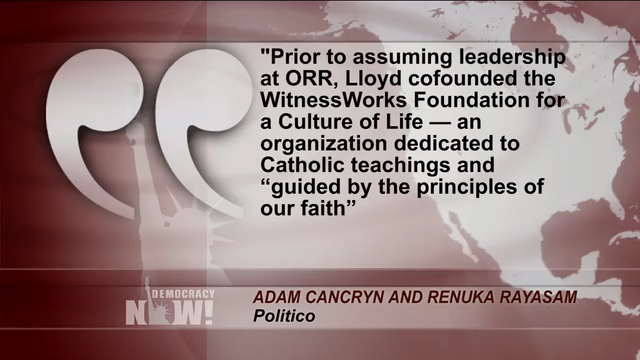 "Prior to assuming leadership
at ORR, Lloyd cofounded the
WitnessWorks Foundation for
a Culture of Life — an
organization dedicated to
Catholic teachings and
“guided by the principles of
our faith”
DEMOCRACY
NOW!
ADAM CANCRYN AND RENUKA RAYASAM
Politico